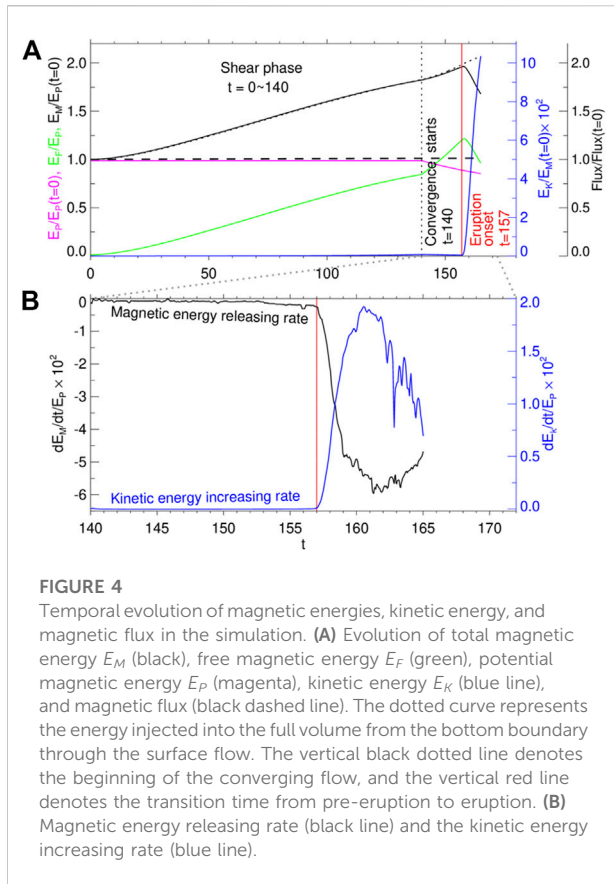 A
E_P/E_P(t=0), E_F/E_P, E_M/E_P(t=0)
2.0
1.5
1.0
0.5
0.0
Shear phase
t = 0~140
Convergence starts
t=140
Eruption
onset
t=157
10
8
6
4
2
0
E_K/E_M(t=0)×10²
2.0
1.5
1.0
0.5
0.0
Flux/Flux(t=0)
0 50 100 150
B
dE_M/dt/E_P × 10²
0
-1
-2
-3
-4
-5
-6
Magnetic energy releasing rate
Kinetic energy increasing rate
2.0
1.5
1.0
0.5
0.0
dE_K/dt/E_P × 10²
140 145 150 155 160 165 170
t
FIGURE 4
Temporal evolution of magnetic energies, kinetic energy, and
magnetic flux in the simulation. (A) Evolution of total magnetic
energy E_M (black), free magnetic energy E_F (green), potential
magnetic energy E_P (magenta), kinetic energy E_K (blue line),
and magnetic flux (black dashed line). The dotted curve represents
the energy injected into the full volume from the bottom boundary
through the surface flow. The vertical black dotted line denotes
the beginning of the converging flow, and the vertical red line
denotes the transition time from pre-eruption to eruption. (B)
Magnetic energy releasing rate (black line) and the kinetic energy
increasing rate (blue line).